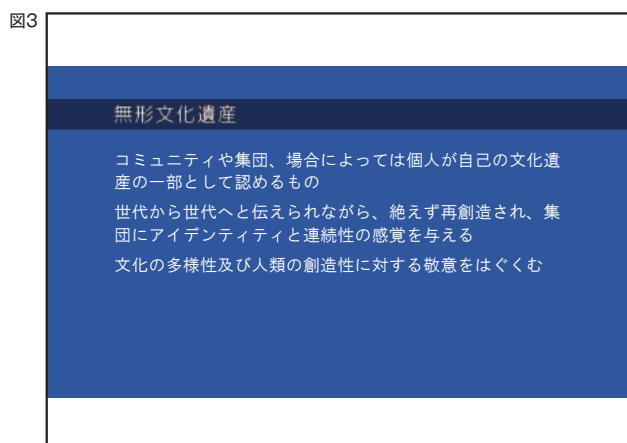 図3
無形文化遺産
コミュニティや集団、場合によっては個人が自己の文化遺
産の一部として認めるもの
世代から世代へと伝えられながら、絶えず再創造され、集
団にアイデンティティと連続性の感覚を与える
文化の多様性及び人類の創造性に対する敬意をはぐくむ